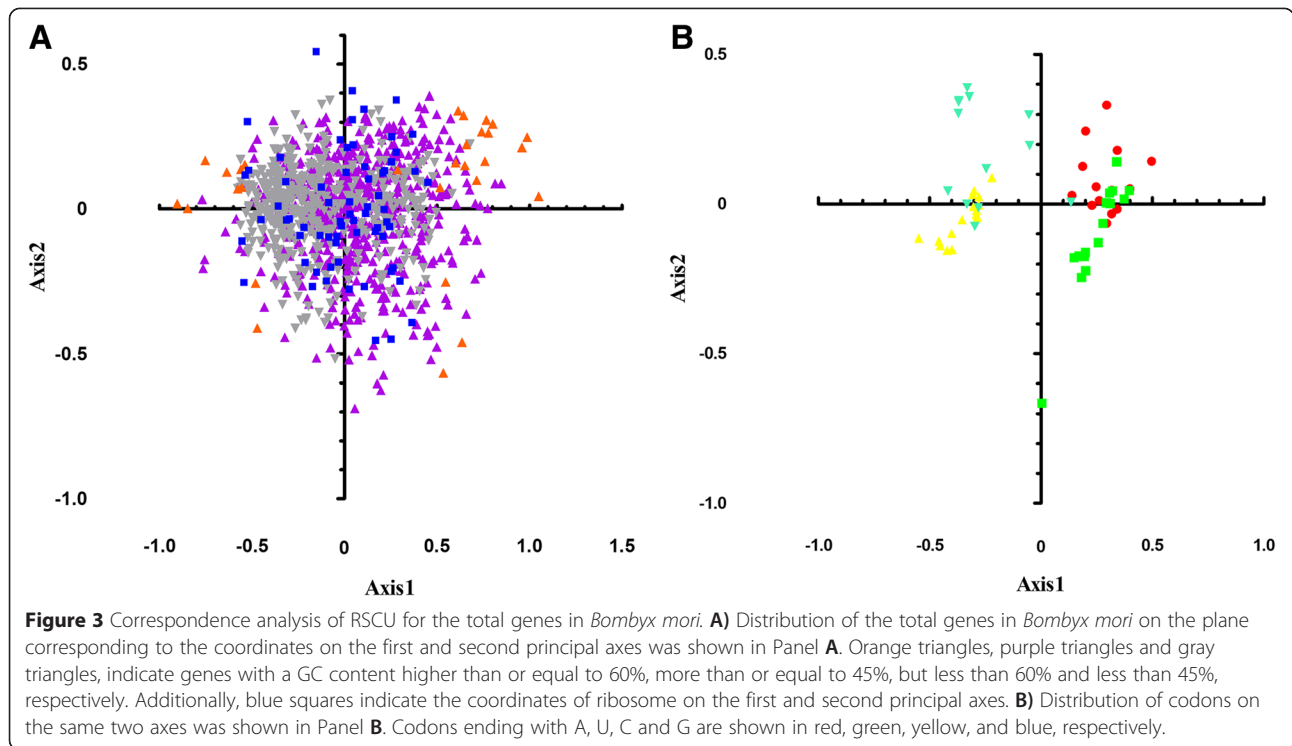 A
0.5
0
-0.5
-1.0
Axis2
-1.0 -0.5 0 0.5 1.0 1.5
Axis1
B
0.5
0
-0.5
-1.0
Axis2
-1.0 -0.5 0 0.5 1.0
Axis1
Figure 3 Correspondence analysis of RSCU for the total genes in Bombyx mori. A) Distribution of the total genes in Bombyx mori on the plane
corresponding to the coordinates on the first and second principal axes was shown in Panel A. Orange triangles, purple triangles and gray
triangles, indicate genes with a GC content higher than or equal to 60%, more than or equal to 45%, but less than 60% and less than 45%,
respectively. Additionally, blue squares indicate the coordinates of ribosome on the first and second principal axes. B) Distribution of codons on
the same two axes was shown in Panel B. Codons ending with A, U, C and G are shown in red, green, yellow, and blue, respectively.